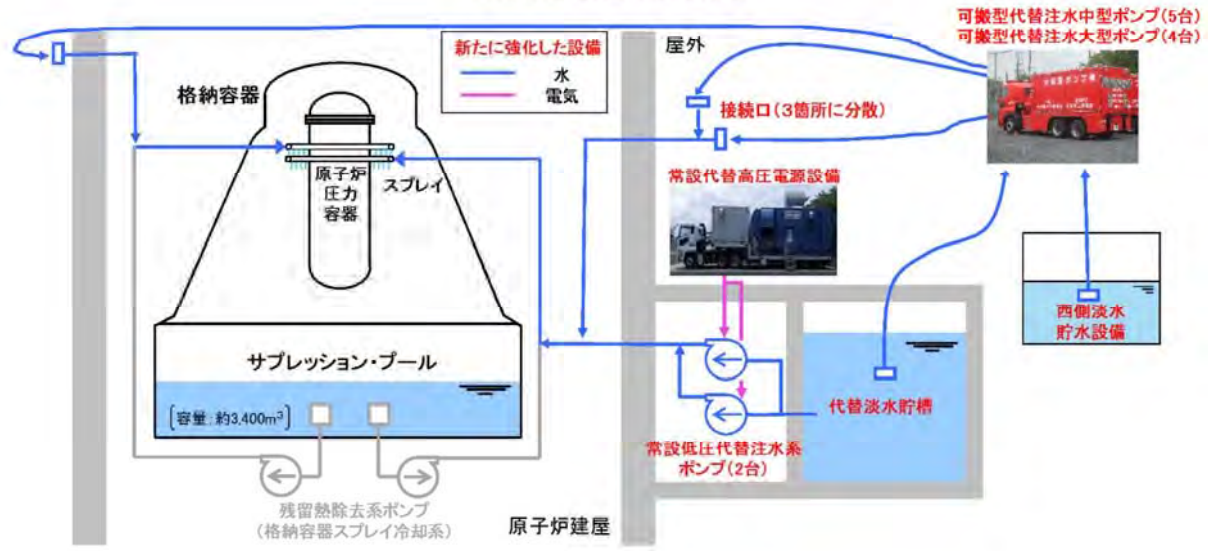 可搬型代替注水中型ポンプ(5台)
可搬型代替注水大型ポンプ(4台)
新たに強化した設備
水
電気
屋外
格納容器
接続口(3箇所に分散)
原子炉
圧力
容器
スプレイ
常設代替高圧電源設備
西側淡水
貯水設備
サプレッション・プール
[容量:約3,400m³]
代替淡水貯槽
常設低圧代替注水系
ポンプ(2台)
残留熱除去系ポンプ
(格納容器スプレイ冷却系)
原子炉建屋